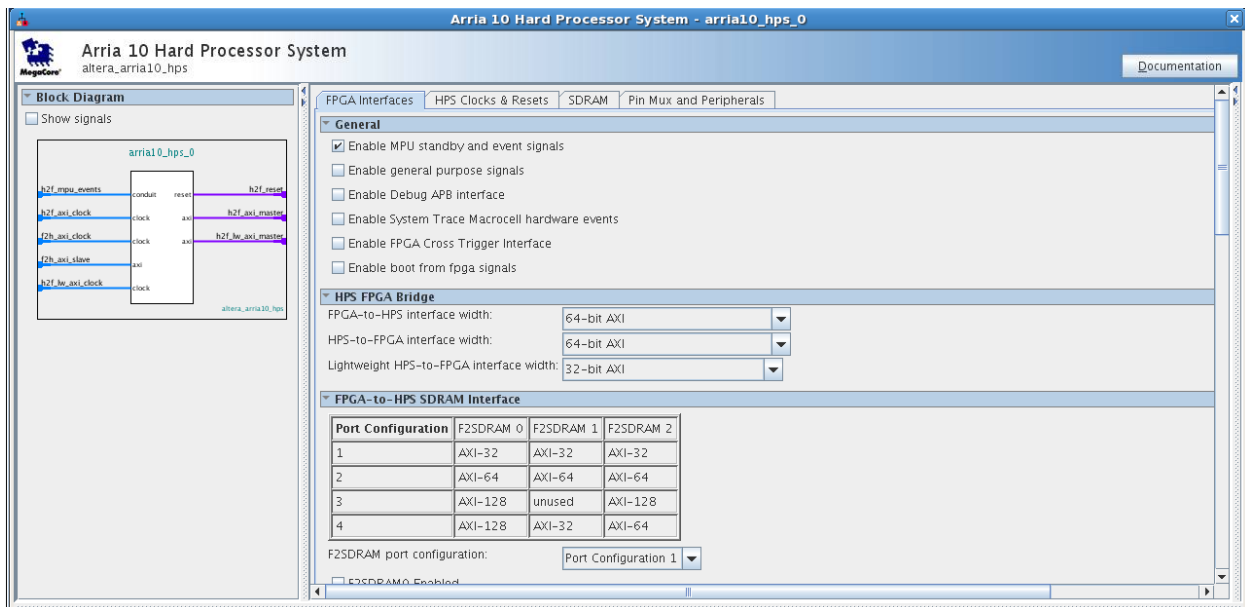 Arria 10 Hard Processor System - arria10_hps_0
Arria 10 Hard Processor System
altera_arria10_hps
MegaCore®
Documentation
Block Diagram
Show signals
arria10_hps_0
h2f_mpu_events conduit reset h2f_reset
h2f_axi_clock clock axi h2f_axi_master
f2h_axi_clock clock axi h2f_lw_axi_master
f2h_axi_slave axi
h2f_lw_axi_clock clock
altera_arria10_hps
FPGA Interfaces HPS Clocks & Resets SDRAM Pin Mux and Peripherals
General
Enable MPU standby and event signals
Enable general purpose signals
Enable Debug APB interface
Enable System Trace Macrocell hardware events
Enable FPGA Cross Trigger Interface
Enable boot from fpga signals
HPS FPGA Bridge
FPGA-to-HPS interface width: 64-bit AXI
HPS-to-FPGA interface width: 64-bit AXI
Lightweight HPS-to-FPGA interface width: 32-bit AXI
FPGA-to-HPS SDRAM Interface
Port Configuration F2SDRAM 0 F2SDRAM 1 F2SDRAM 2
1 AXI-32 AXI-32 AXI-32
2 AXI-64 AXI-64 AXI-64
3 AXI-128 unused AXI-128
4 AXI-128 AXI-32 AXI-64
F2SDRAM port configuration: Port Configuration 1
F2SDRAM0 Enabled